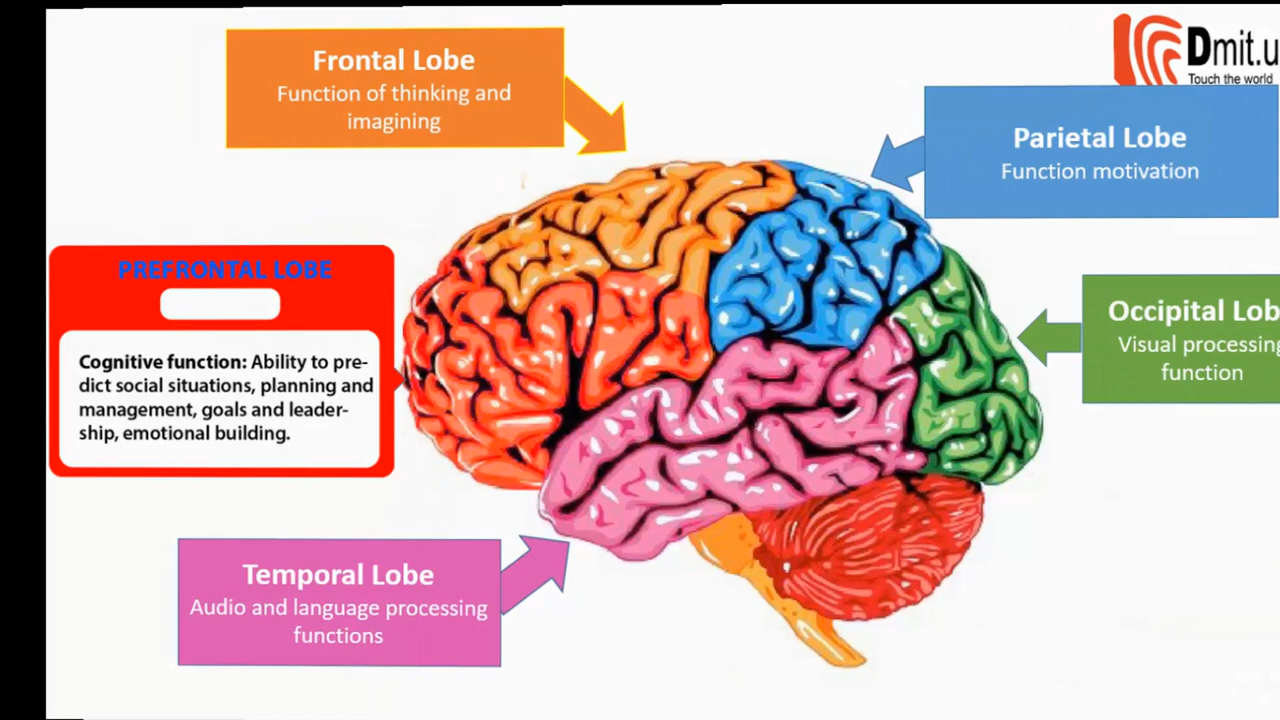 Frontal Lobe
Function of thinking and
imagining
Dmit.u
Touch the world
Parietal Lobe
Function motivation
PREFRONTAL LOBE
Cognitive function: Ability to pre-
dict social situations, planning and
management, goals and leader-
ship, emotional building.
Occipital Lob
Visual processing
function
Temporal Lobe
Audio and language processing
functions